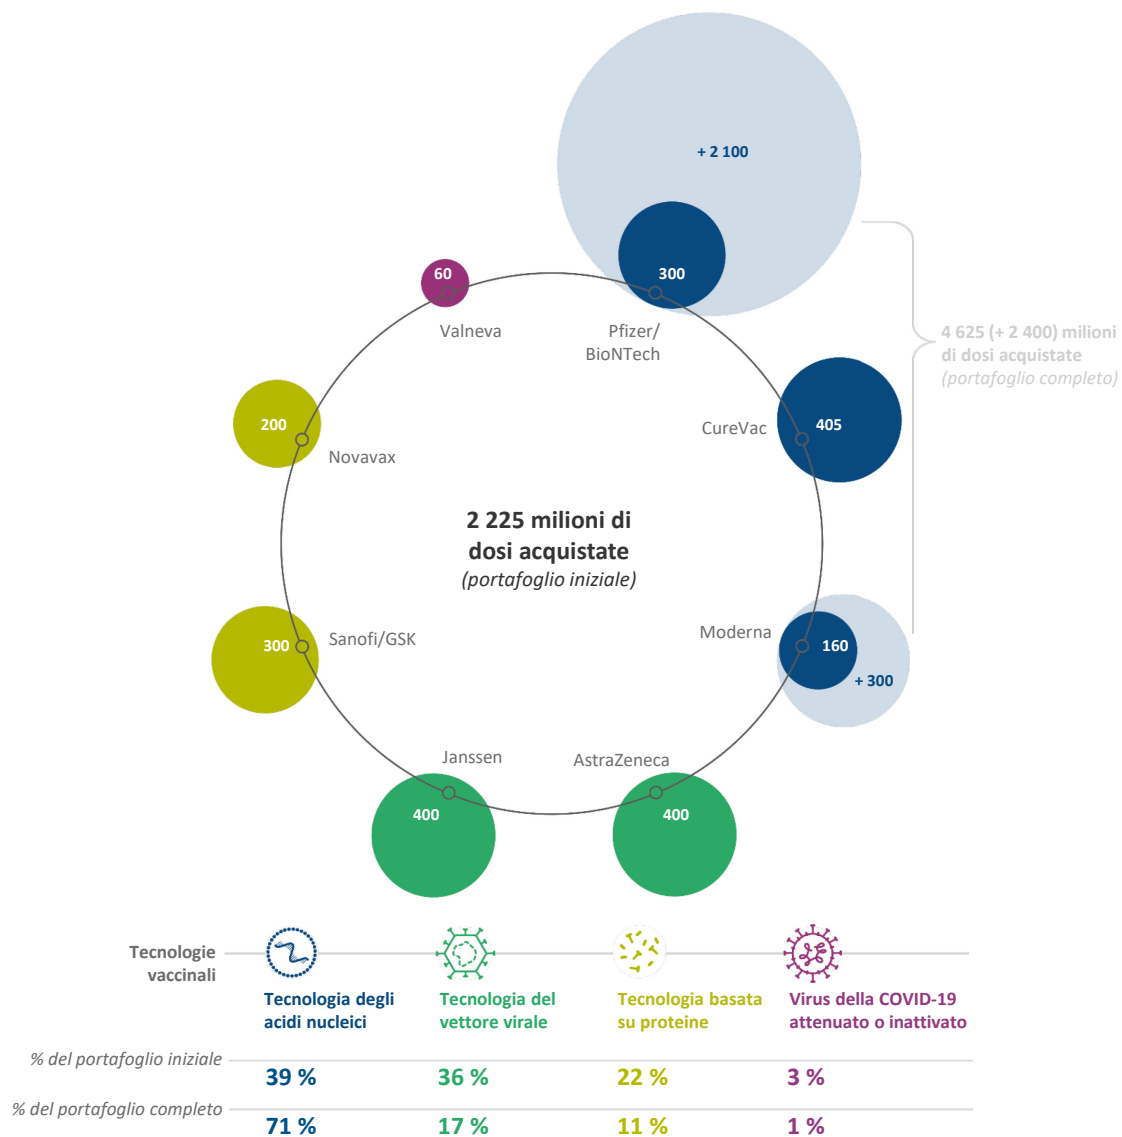 + 2 100
300
60
Valneva
Pfizer/
BioNTech
4 625 (+ 2 400) milioni
di dosi acquistate
(portafoglio completo)
200
Novavax
CureVac
405
2 225 milioni di
dosi acquistate
(portafoglio iniziale)
300
Sanofi/GSK
Moderna
160
+ 300
Janssen
AstraZeneca
400
400
Tecnologie
vaccinali
Tecnologia degli
acidi nucleici
Tecnologia del
vettore virale
Tecnologia basata
su proteine
Virus della COVID-19
attenuato o inattivato
% del portafoglio iniziale
39 %
36 %
22 %
3 %
% del portafoglio completo
71 %
17 %
11 %
1 %